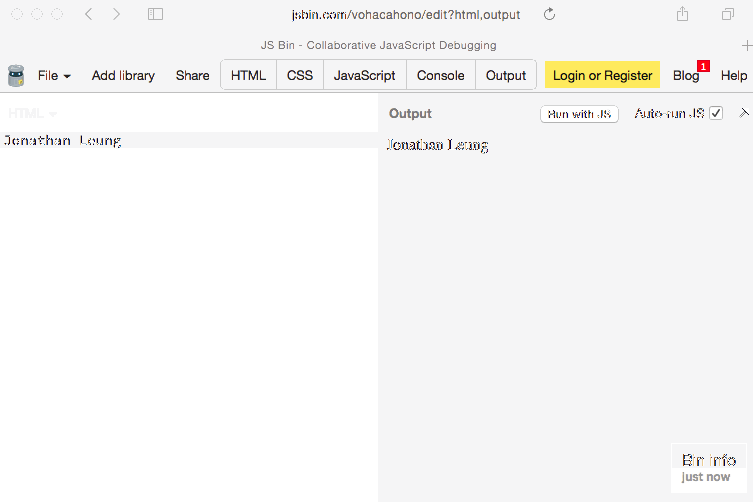 jsbin.com/vohacahono/edit?html,output
JS Bin - Collaborative JavaScript Debugging
File Add library Share HTML CSS JavaScript Console Output Login or Register Blog 1 Help
HTML Output Run with JS Auto-run JS
Jonathan Leung
Jonathan Leung
Bin info
just now